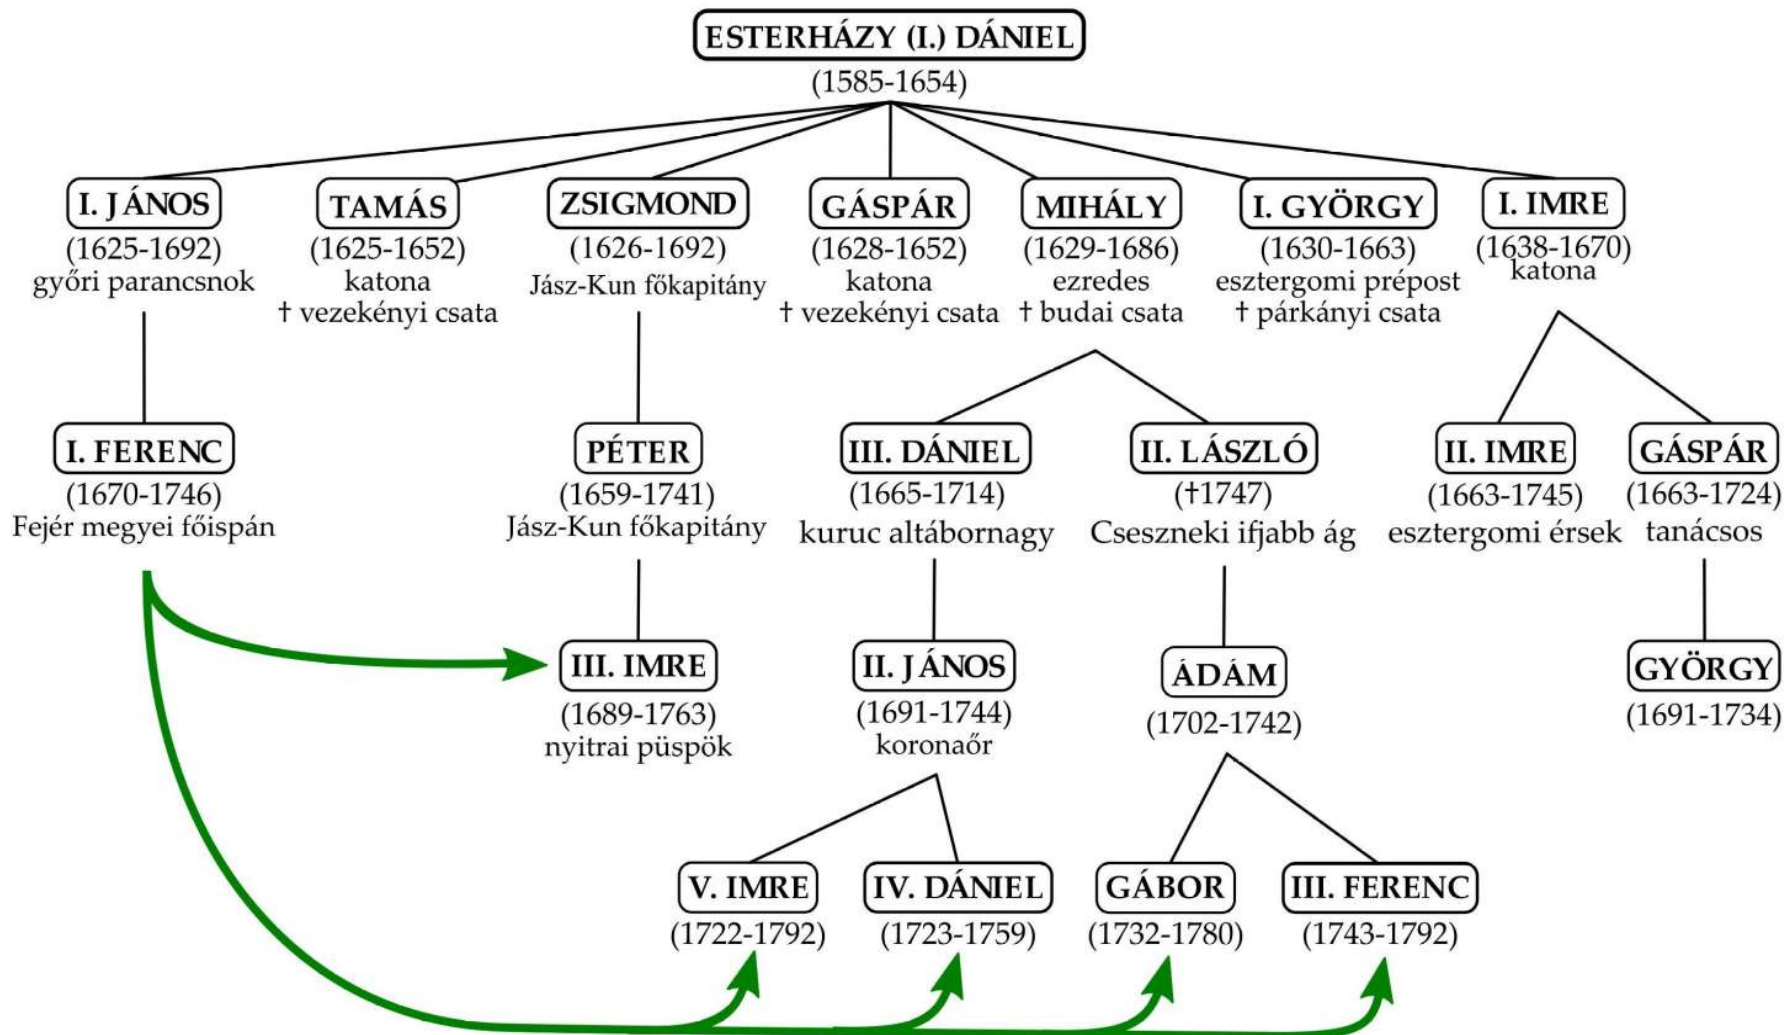 ESTERHÁZY (I.) DÁNIEL
(1585-1654)
I. JÁNOS
(1625-1692)
győri parancsnok
TAMÁS
(1625-1652)
katona
† vezekényi csata
ZSIGMOND
(1626-1692)
Jász-Kun főkapitány
GÁSPÁR
(1628-1652)
katona
† vezekényi csata
MIHÁLY
(1629-1686)
ezredes
† budai csata
I. GYÖRGY
(1630-1663)
esztergomi prépost
† párkányi csata
I. IMRE
(1638-1670)
katona
I. FERENC
(1670-1746)
Fejér megyei főispán
PÉTER
(1659-1741)
Jász-Kun főkapitány
III. DÁNIEL
(1665-1714)
kuruc altábornagy
II. LÁSZLÓ
(†1747)
Cseszneki ifjabb ág
II. IMRE
(1663-1745)
esztergomi érsek
GÁSPÁR
(1663-1724)
tanácsos
III. IMRE
(1689-1763)
nyitrai püspök
II. JÁNOS
(1691-1744)
koronaőr
ÁDÁM
(1702-1742)
GYÖRGY
(1691-1734)
V. IMRE
(1722-1792)
IV. DÁNIEL
(1723-1759)
GÁBOR
(1732-1780)
III. FERENC
(1743-1792)